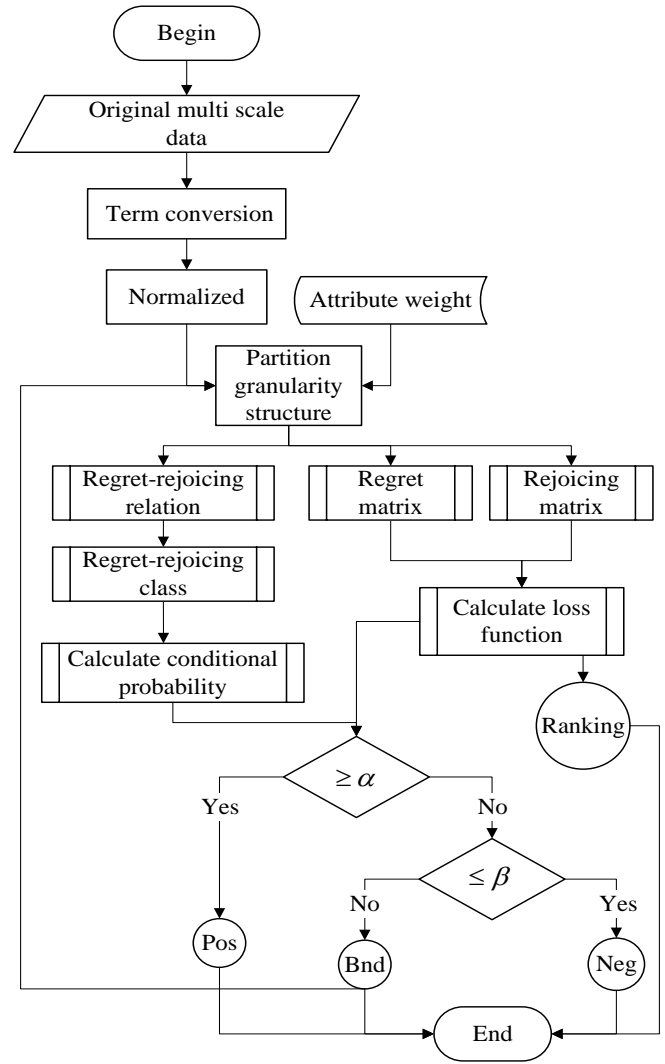 Begin
Original multi scale
data
Term conversion
Normalized
Attribute weight
Partition
granularity
structure
Regret-rejoicing
relation
Regret
matrix
Rejoicing
matrix
Regret-rejoicing
class
Calculate loss
function
Calculate conditional
probability
Ranking
≥ α
Yes
No
≤ β
No
Yes
Pos
Bnd
Neg
End